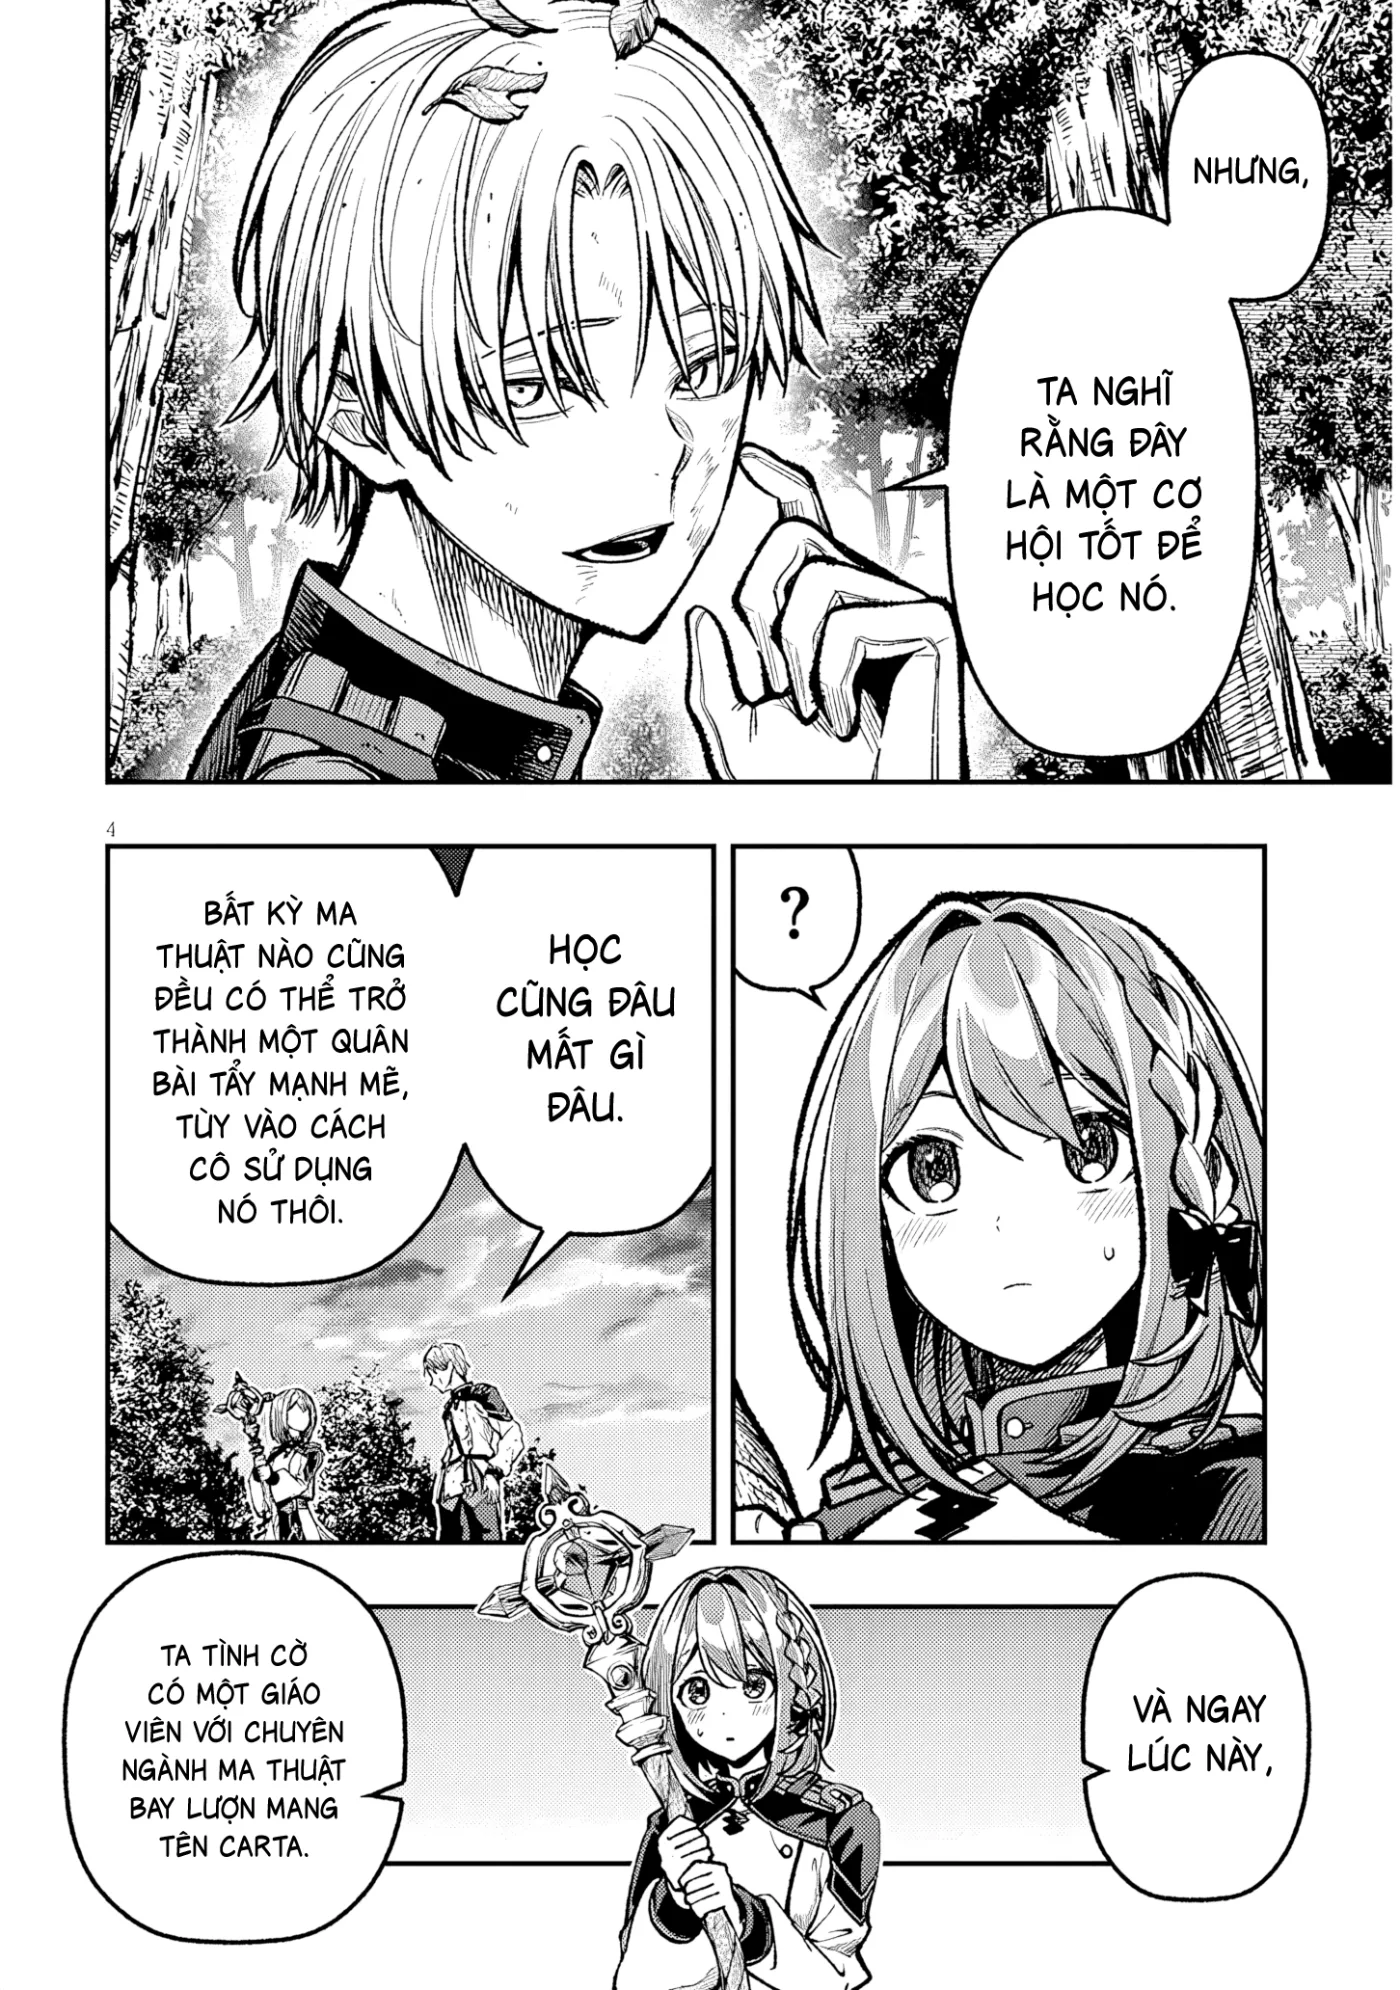 NHƯNG,
TA NGHĨ
RẰNG ĐÂY
LÀ MỘT CƠ
HỘI TỐT ĐỂ
HỌC NÓ.
4
?
HỌC
CŨNG ĐÂU
MẤT GÌ
ĐÂU.
BẤT KỲ MA
THUẬT NÀO CŨNG
ĐỀU CÓ THỂ TRỞ
THÀNH MỘT QUÂN
BÀI TẨY MẠNH MẼ,
TÙY VÀO CÁCH
CÔ SỬ DỤNG
NÓ THÔI.
VÀ NGAY
LÚC NÀY,
TA TÌNH CỜ
CÓ MỘT GIÁO
VIÊN VỚI CHUYÊN
NGÀNH MA THUẬT
BAY LƯỢN MANG
TÊN CARTA.